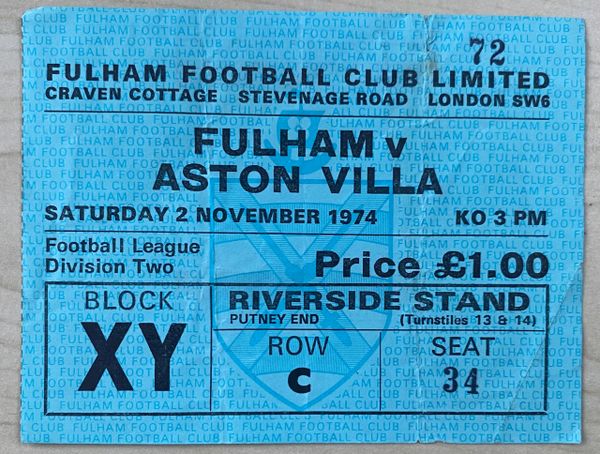 72
FULHAM FOOTBALL CLUB LIMITED
CRAVEN COTTAGE STEVENAGE ROAD LONDON SW6
FULHAM v
ASTON VILLA
SATURDAY 2 NOVEMBER 1974 KO 3 PM
Football League
Division Two
Price £1.00
BLOCK
XY
RIVERSIDE STAND
PUTNEY END (Turnstiles 13 & 14)
ROW
C
SEAT
34